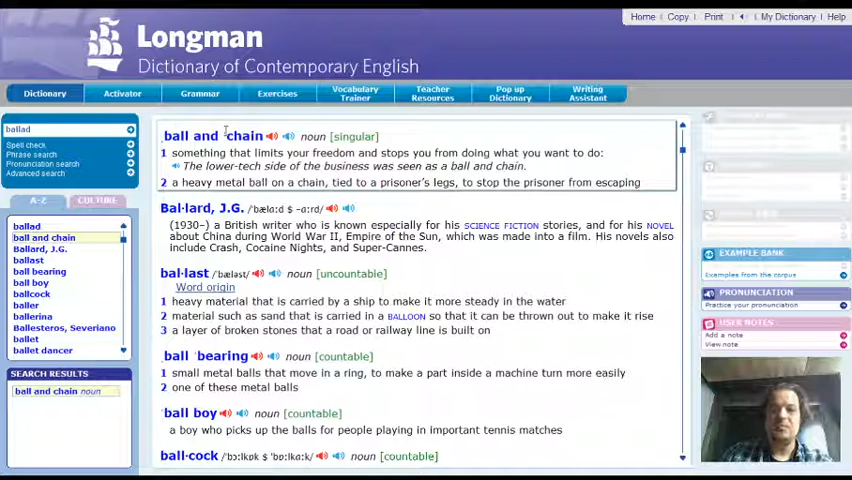 Home | Copy | Print | My Dictionary | Help
Longman
Dictionary of Contemporary English
Dictionary Activator Grammar Exercises Vocabulary Trainer Teacher Resources Pop up Dictionary Writing Assistant
ballad
Spell check
Phrase search
Pronunciation search
Advanced search
A-Z CULTURE
ballad
ball and chain
Ballard, J.G.
ballast
ball bearing
ball boy
ballcock
baller
ballerina
Ballesteros, Severiano
ballet
ballet dancer
SEARCH RESULTS
ball and chain noun
ˌball and ˈchain noun [singular]
1 something that limits your freedom and stops you from doing what you want to do:
The lower-tech side of the business was seen as a ball and chain.
2 a heavy metal ball on a chain, tied to a prisoner's legs, to stop the prisoner from escaping
Bal·lard, J.G. /ˈbælɑːd $ -ɑːrd/
(1930–) a British writer who is known especially for his SCIENCE FICTION stories, and for his NOVEL
about China during World War II, Empire of the Sun, which was made into a film. His novels also
include Crash, Cocaine Nights, and Super-Cannes.
bal·last /ˈbæləst/ noun [uncountable]
Word origin
1 heavy material that is carried by a ship to make it more steady in the water
2 material such as sand that is carried in a BALLOON so that it can be thrown out to make it rise
3 a layer of broken stones that a road or railway line is built on
ˌball ˈbearing noun [countable]
1 small metal balls that move in a ring, to make a part inside a machine turn more easily
2 one of these metal balls
ˈball boy noun [countable]
a boy who picks up the balls for people playing in important tennis matches
ball·cock /ˈbɔːlkɒk $ ˈbɒːlkɑːk/ noun [countable]
EXAMPLE BANK
Examples from the corpus
PRONUNCIATION
Practice your pronunciation
USER NOTES
Add a note
View note